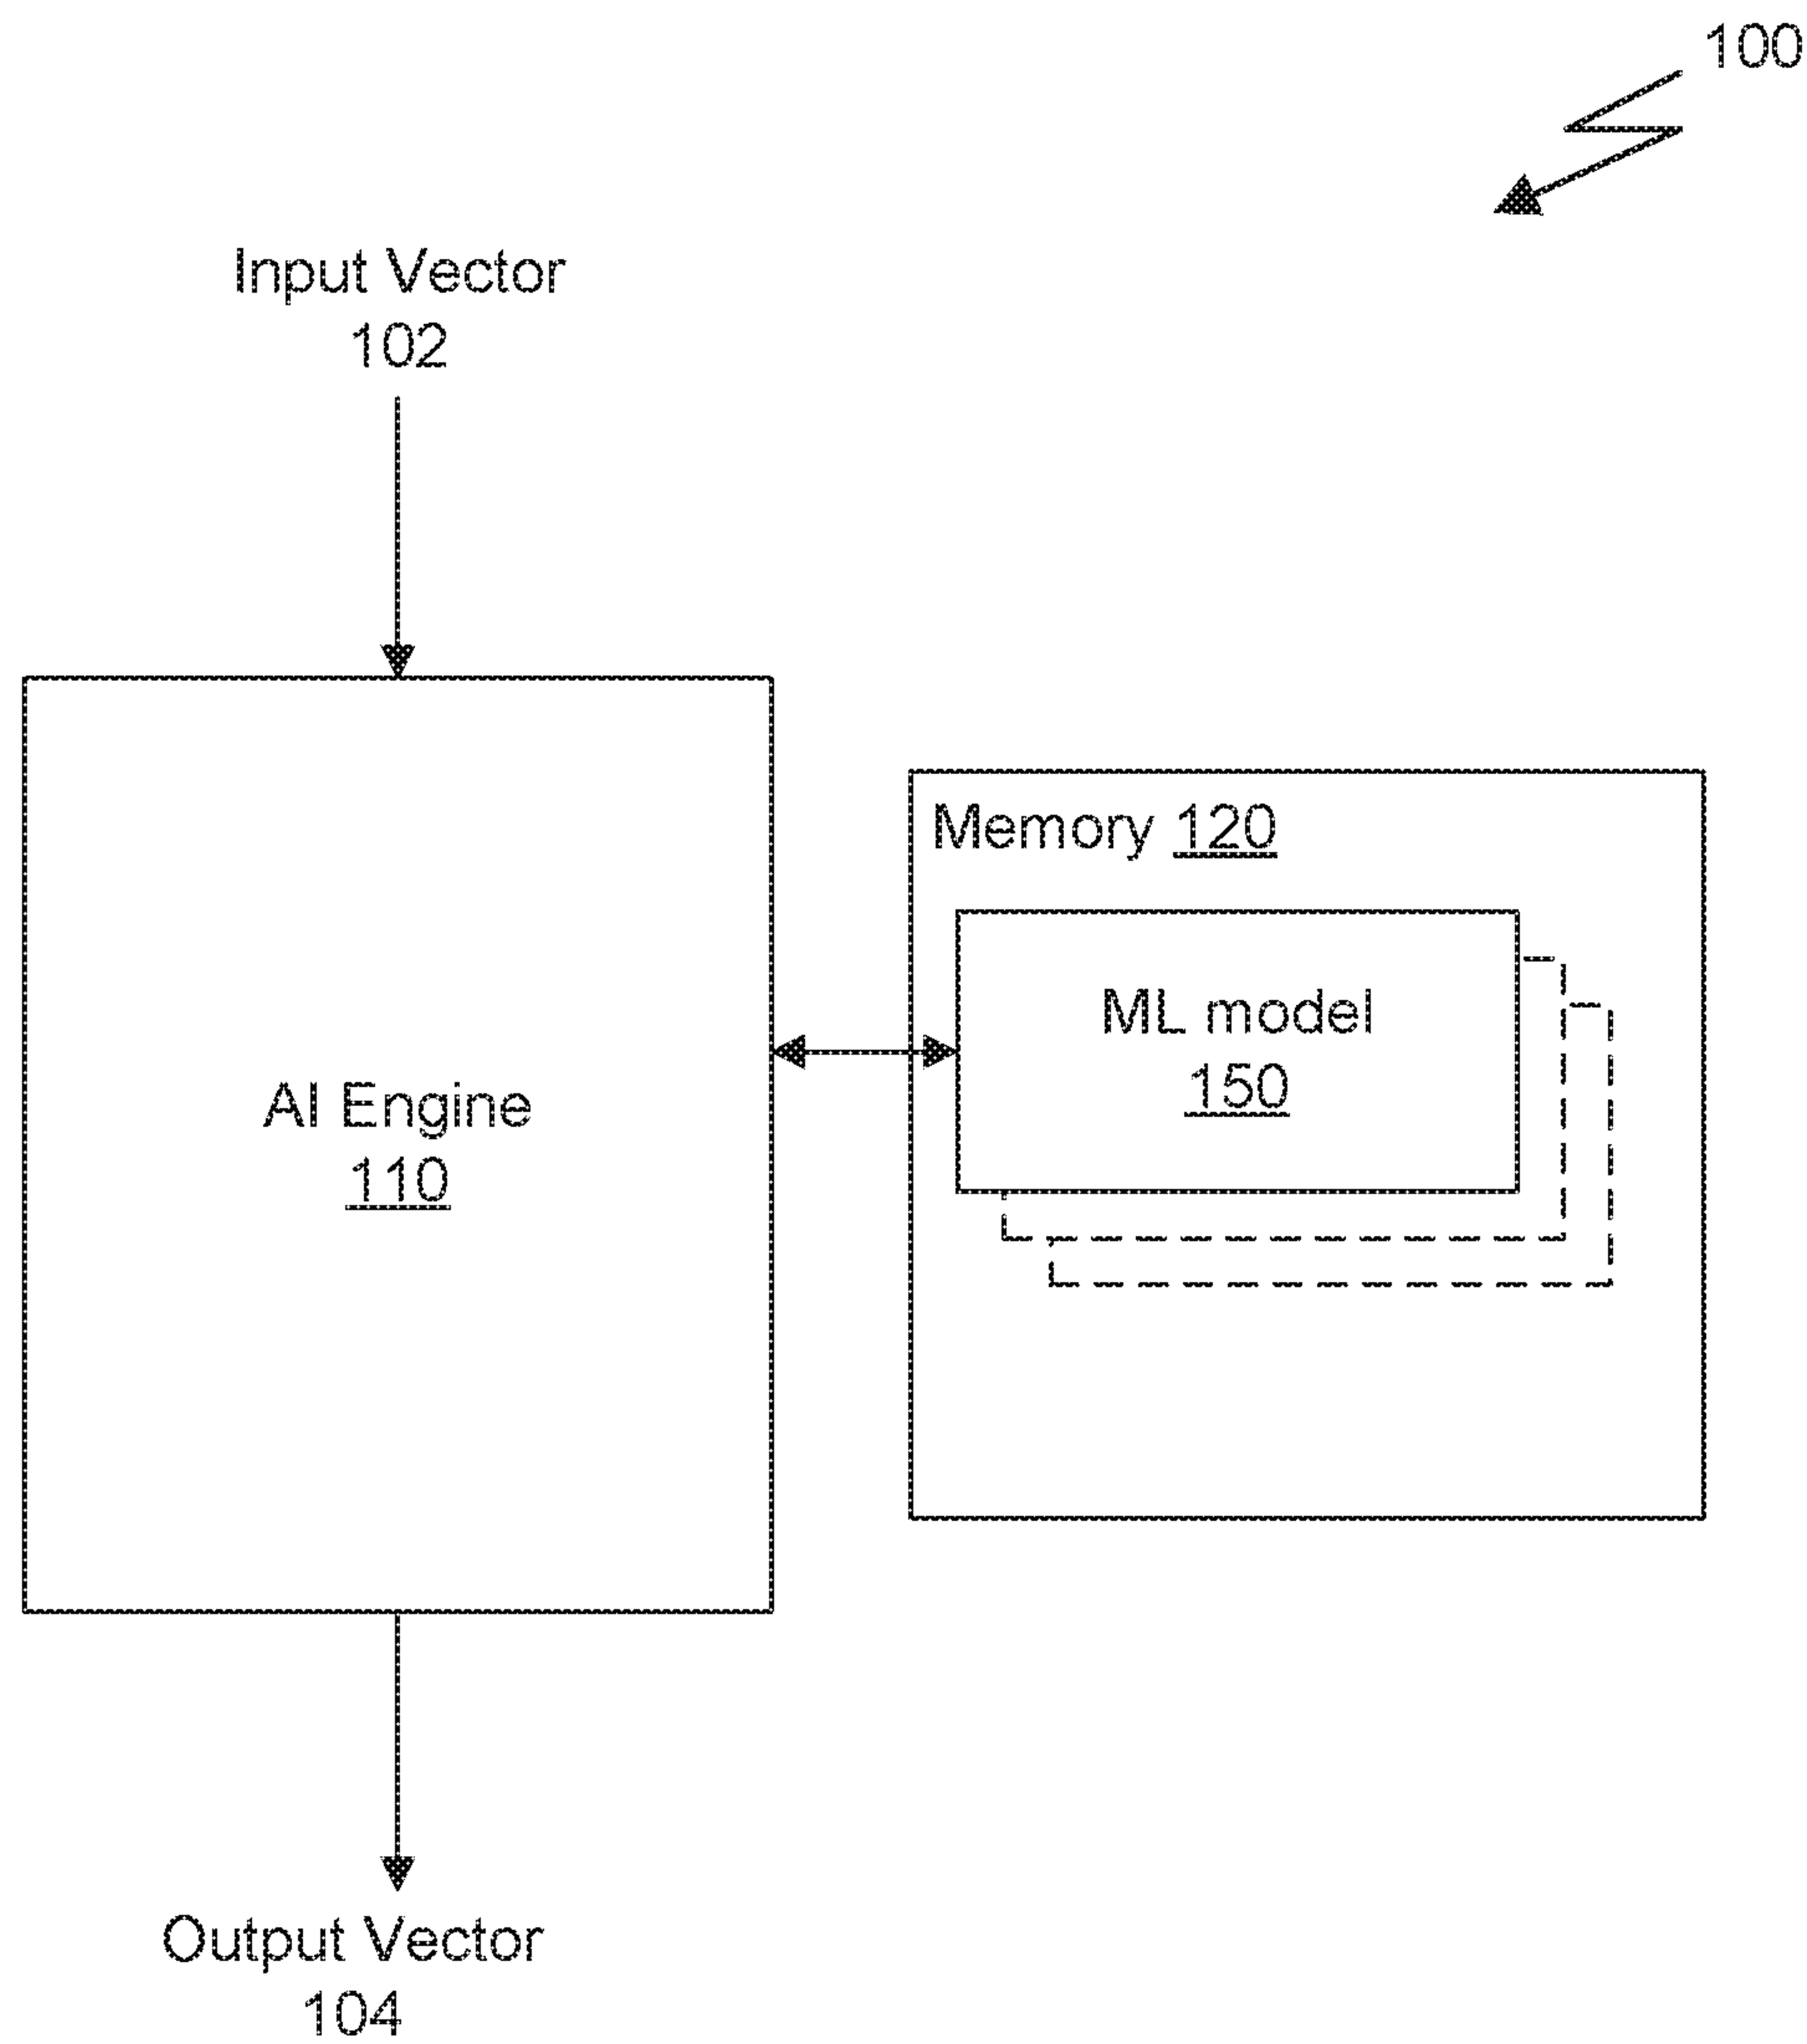 100
Input Vector
102
Memory 120
ML model
150
AI Engine
110
Output Vector
104